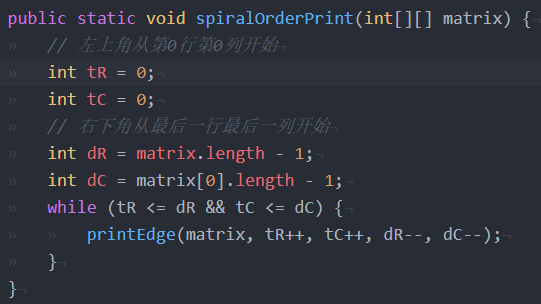 public static void spiralOrderPrint(int[][] matrix) {
    // 左上角从第0行第0列开始
    int tR = 0;
    int tC = 0;
    // 右下角从最后一行最后一列开始
    int dR = matrix.length - 1;
    int dC = matrix[0].length - 1;
    while (tR <= dR && tC <= dC) {
        printEdge(matrix, tR++, tC++, dR--, dC--);
    }
}